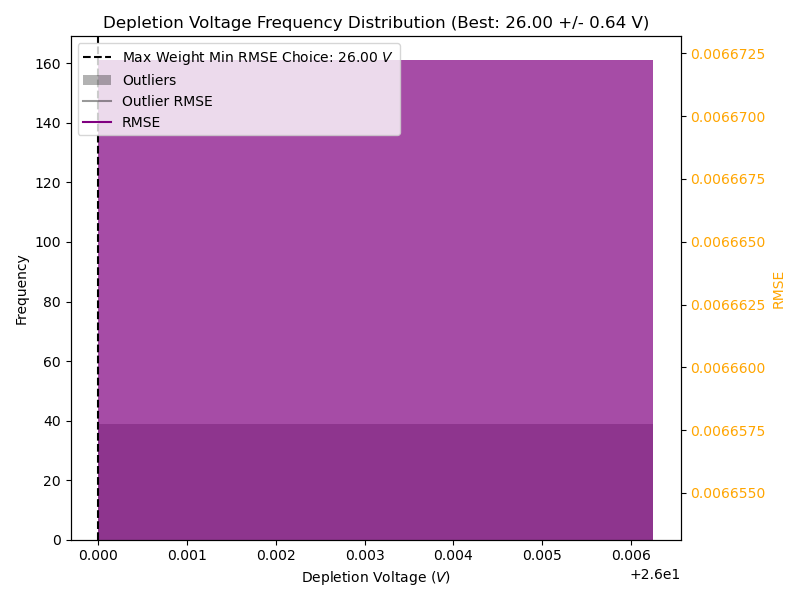 Depletion Voltage Frequency Distribution (Best: 26.00 +/- 0.64 V)
Max Weight Min RMSE Choice: 26.00 V
Outliers
Outlier RMSE
RMSE
160
140
120
100
80
60
40
20
0
Frequency
0.000 0.001 0.002 0.003 0.004 0.005 0.006
+2.6e1
Depletion Voltage (V)
0.0066725
0.0066700
0.0066675
0.0066650
0.0066625
0.0066600
0.0066575
0.0066550
RMSE